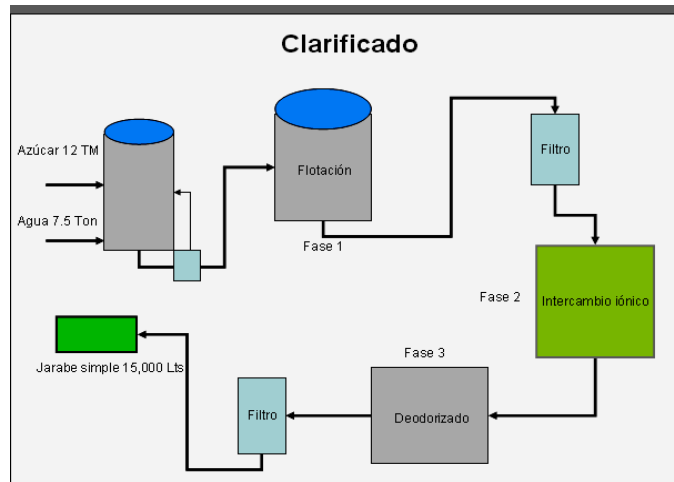 Clarificado
Azúcar 12 TM
Agua 7.5 Ton
Flotación
Fase 1
Filtro
Fase 2
Intercambio iónico
Fase 3
Deodorizado
Filtro
Jarabe simple 15,000 Lts